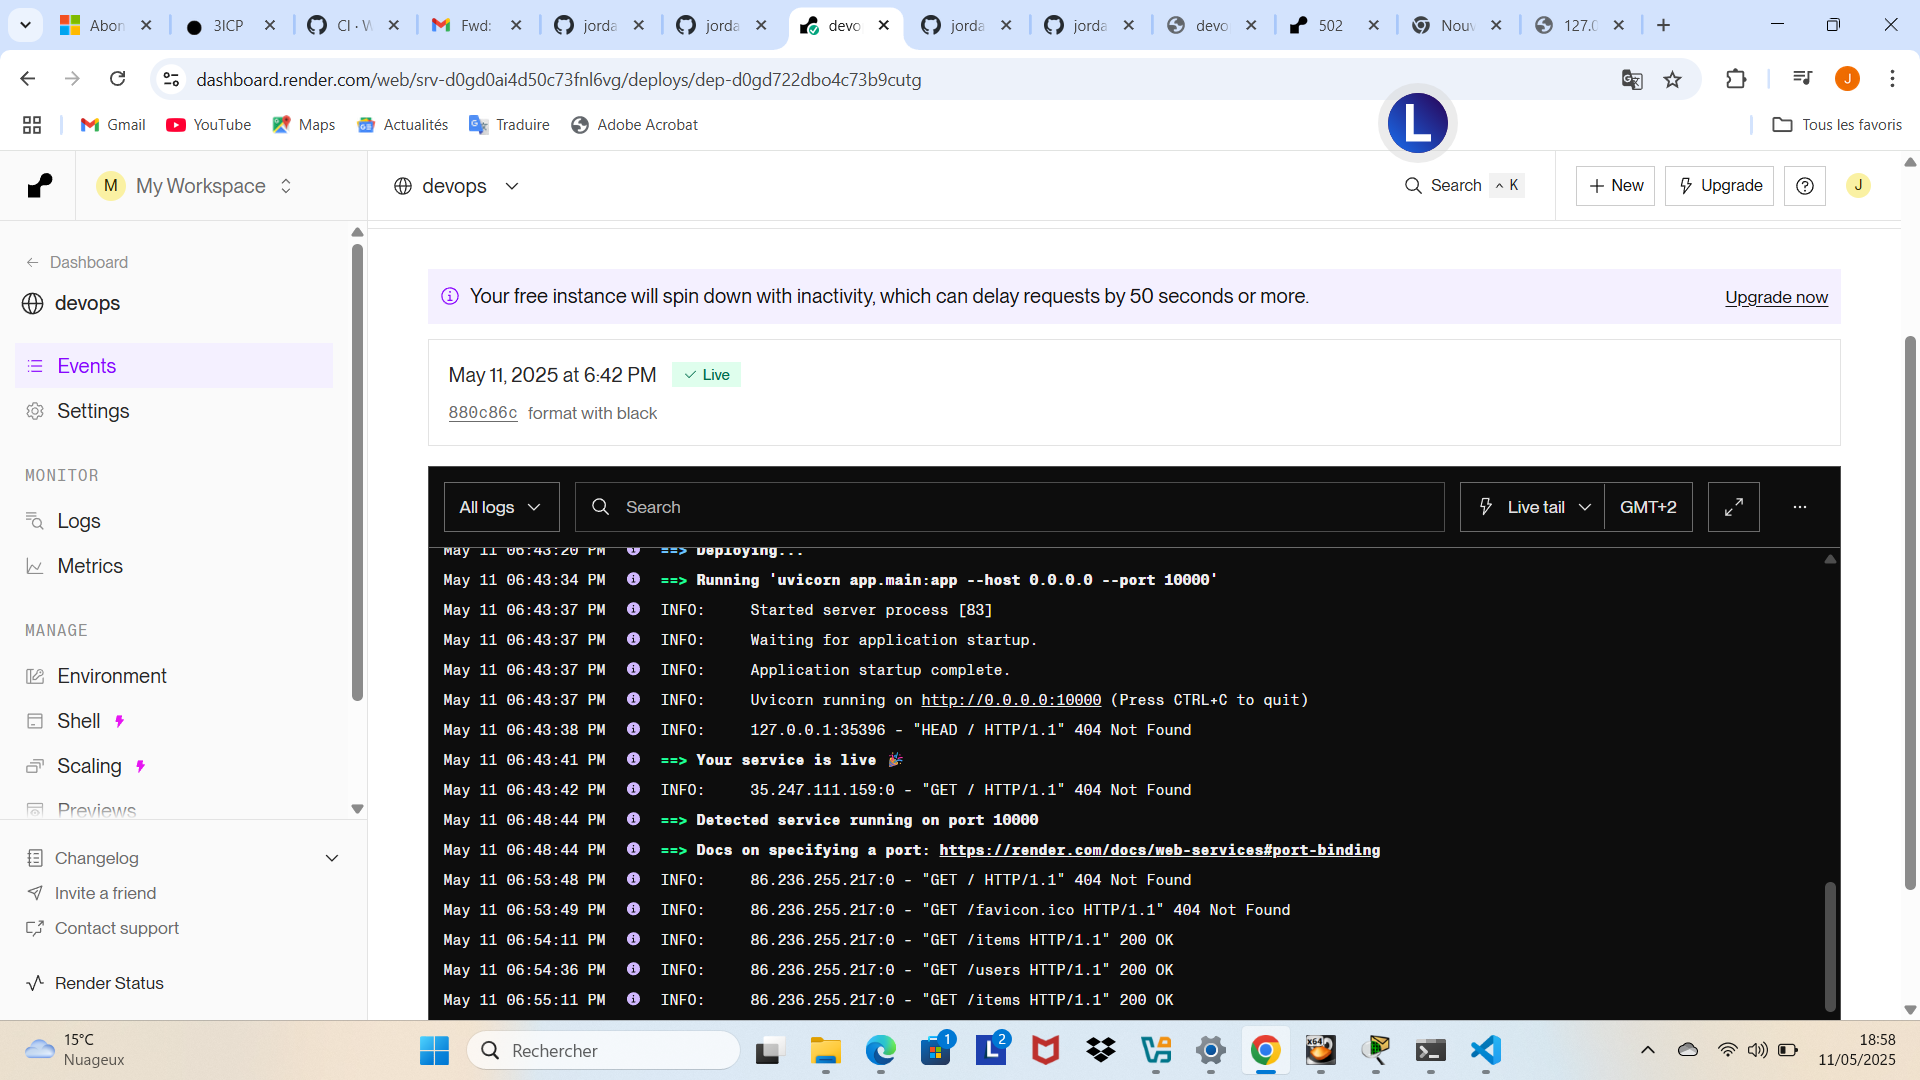 Abon
3ICP
CI · W
Fwd:
jorda
jorda
devo
jorda
jorda
devo
502
Nouv
127.0
dashboard.render.com/web/srv-d0gd0ai4d50c73fnl6vg/deploys/dep-d0gd722dbo4c73b9cutg
J
Gmail
YouTube
Maps
Actualités
Traduire
Adobe Acrobat
L
Tous les favoris
M My Workspace
devops
Search ^ K
+ New
Upgrade
J
← Dashboard
devops
Events
Settings
MONITOR
Logs
Metrics
MANAGE
Environment
Shell
Scaling
Previews
Changelog
Invite a friend
Contact support
Render Status
Your free instance will spin down with inactivity, which can delay requests by 50 seconds or more.
Upgrade now
May 11, 2025 at 6:42 PM
Live
880c86c format with black
All logs
Search
Live tail
GMT+2
May 11 06:43:20 PM ==> Deploying...
May 11 06:43:34 PM ==> Running 'uvicorn app.main:app --host 0.0.0.0 --port 10000'
May 11 06:43:37 PM INFO: Started server process [83]
May 11 06:43:37 PM INFO: Waiting for application startup.
May 11 06:43:37 PM INFO: Application startup complete.
May 11 06:43:37 PM INFO: Uvicorn running on http://0.0.0.0:10000 (Press CTRL+C to quit)
May 11 06:43:38 PM INFO: 127.0.0.1:35396 - "HEAD / HTTP/1.1" 404 Not Found
May 11 06:43:41 PM ==> Your service is live 🎉
May 11 06:43:42 PM INFO: 35.247.111.159:0 - "GET / HTTP/1.1" 404 Not Found
May 11 06:48:44 PM ==> Detected service running on port 10000
May 11 06:48:44 PM ==> Docs on specifying a port: https://render.com/docs/web-services#port-binding
May 11 06:53:48 PM INFO: 86.236.255.217:0 - "GET / HTTP/1.1" 404 Not Found
May 11 06:53:49 PM INFO: 86.236.255.217:0 - "GET /favicon.ico HTTP/1.1" 404 Not Found
May 11 06:54:11 PM INFO: 86.236.255.217:0 - "GET /items HTTP/1.1" 200 OK
May 11 06:54:36 PM INFO: 86.236.255.217:0 - "GET /users HTTP/1.1" 200 OK
May 11 06:55:11 PM INFO: 86.236.255.217:0 - "GET /items HTTP/1.1" 200 OK
15°C
Nuageux
Rechercher
1
L 2
X64
18:58
11/05/2025